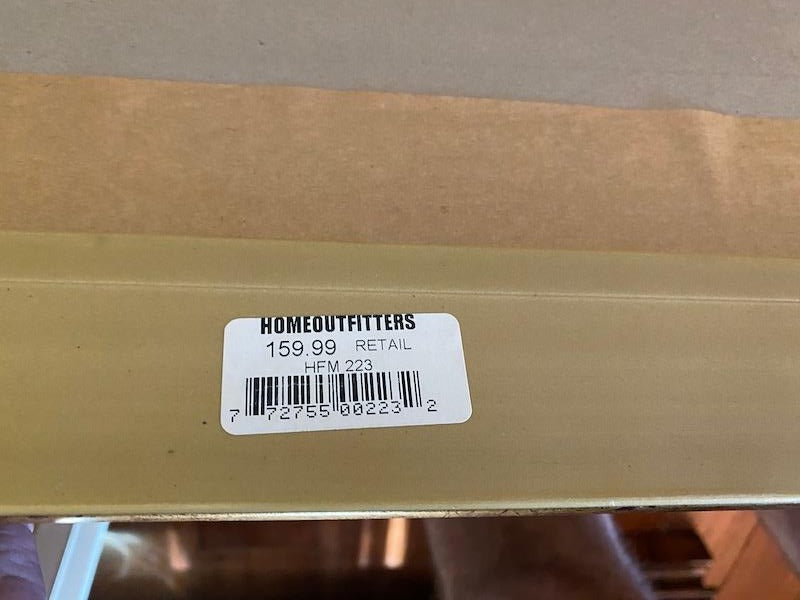 HOMEOUTFITTERS
159.99 RETAIL
HFM 223
7 72755 00223 2